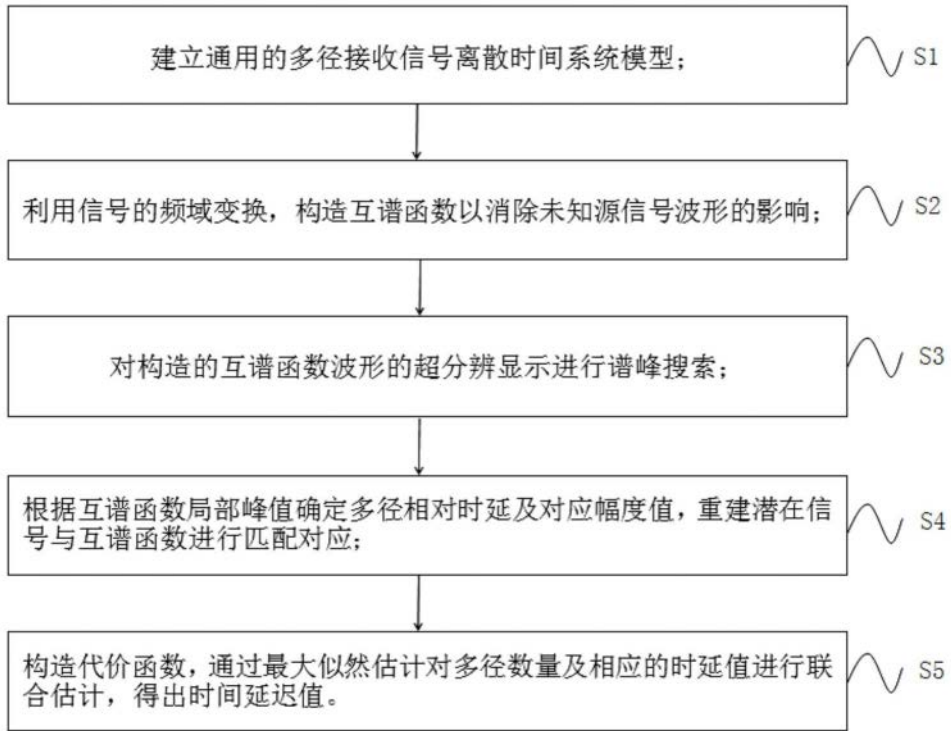 建立通用的多径接收信号离散时间系统模型；
S1
利用信号的频域变换，构造互谱函数以消除未知源信号波形的影响；
S2
对构造的互谱函数波形的超分辨显示进行谱峰搜索；
S3
根据互谱函数局部峰值确定多径相对时延及对应幅度值，重建潜在信
号与互谱函数进行匹配对应；
S4
构造代价函数，通过最大似然估计对多径数量及相应的时延值进行联
合估计，得出时间延迟值。
S5